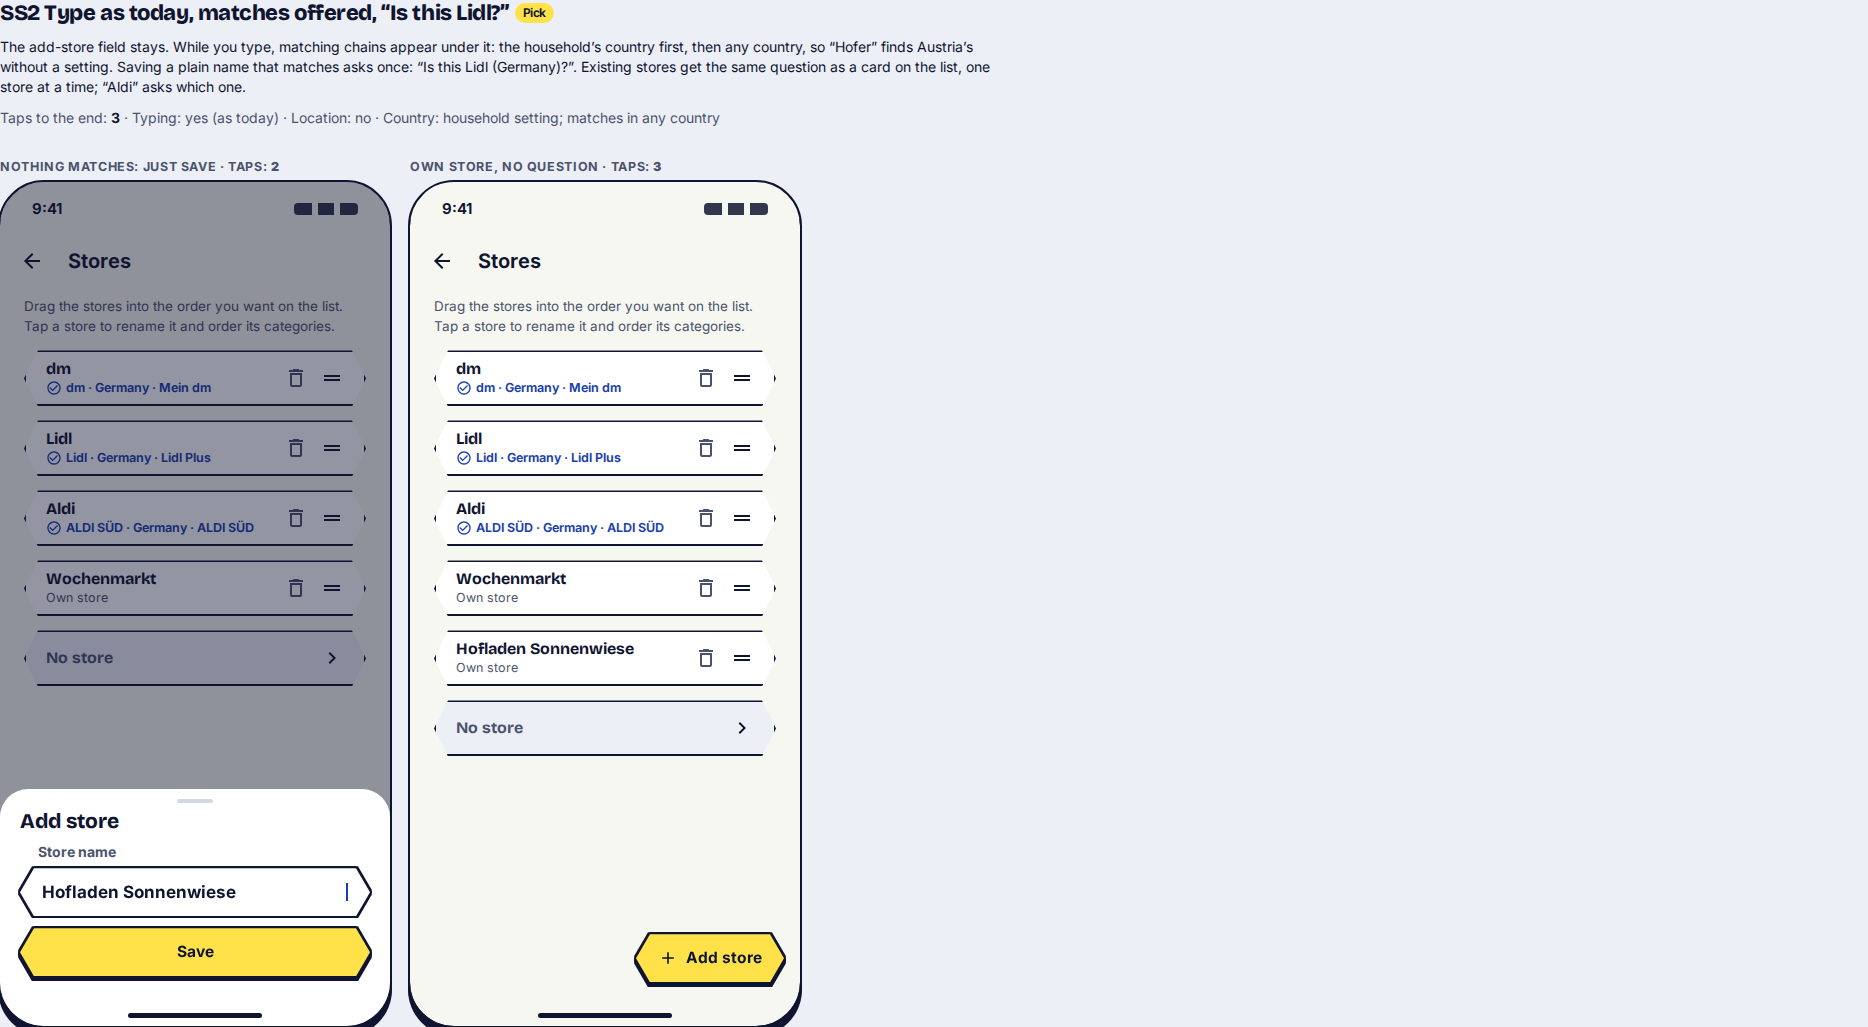 SS2 Type as today, matches offered, “Is this Lidl?” Pick
The add-store field stays. While you type, matching chains appear under it: the household’s country first, then any country, so “Hofer” finds Austria’s
without a setting. Saving a plain name that matches asks once: “Is this Lidl (Germany)?”. Existing stores get the same question as a card on the list, one
store at a time; “Aldi” asks which one.
Taps to the end: 3 · Typing: yes (as today) · Location: no · Country: household setting; matches in any country
NOTHING MATCHES: JUST SAVE · TAPS: 2
9:41
Stores
Drag the stores into the order you want on the list.
Tap a store to rename it and order its categories.
dm
dm · Germany · Mein dm
Lidl
Lidl · Germany · Lidl Plus
Aldi
ALDI SÜD · Germany · ALDI SÜD
Wochenmarkt
Own store
No store
Add store
Store name
Hofladen Sonnenwiese
Save
OWN STORE, NO QUESTION · TAPS: 3
9:41
Stores
Drag the stores into the order you want on the list.
Tap a store to rename it and order its categories.
dm
dm · Germany · Mein dm
Lidl
Lidl · Germany · Lidl Plus
Aldi
ALDI SÜD · Germany · ALDI SÜD
Wochenmarkt
Own store
Hofladen Sonnenwiese
Own store
No store
Add store